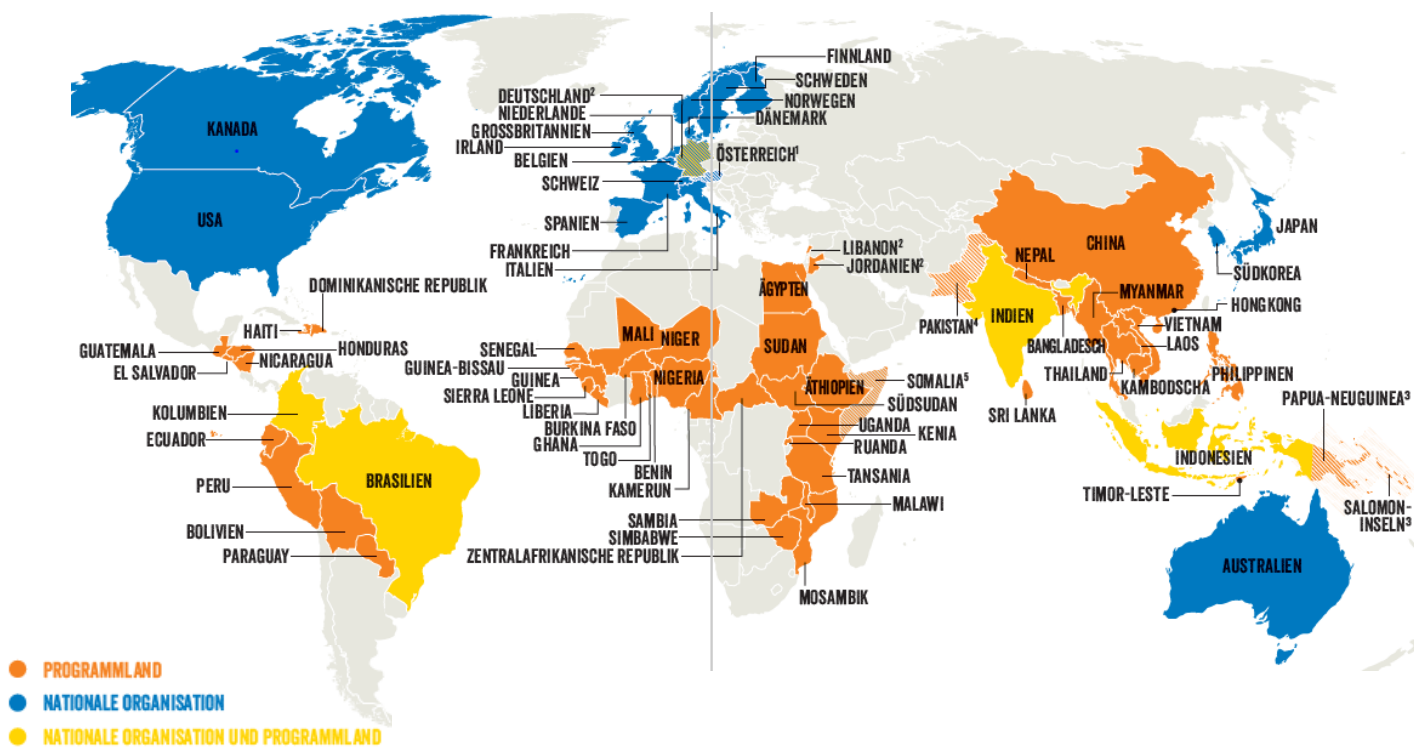 KANADA
USA
FINNLAND
SCHWEDEN
NORWEGEN
DÄNEMARK
DEUTSCHLAND²
NIEDERLANDE
GROSSBRITANNIEN
IRLAND
BELGIEN
ÖSTERREICH¹
SCHWEIZ
SPANIEN
FRANKREICH
ITALIEN
LIBANON²
JORDANIEN²
CHINA
NEPAL
JAPAN
SÜDKOREA
MYANMAR
HONGKONG
INDIEN
PAKISTAN⁴
VIETNAM
BANGLADESCH
LAOS
THAILAND
KAMBODSCHA
PHILIPPINEN
SRI LANKA
PAPUA-NEUGUINEA³
INDONESIEN
TIMOR-LESTE
SALOMON-
INSELN³
AUSTRALIEN
DOMINIKANISCHE REPUBLIK
HAITI
GUATEMALA
HONDURAS
EL SALVADOR
NICARAGUA
KOLUMBIEN
ECUADOR
PERU
BRASILIEN
BOLIVIEN
PARAGUAY
ÄGYPTEN
MALI
NIGER
SUDAN
SENEGAL
GUINEA-BISSAU
GUINEA
SIERRA LEONE
LIBERIA
NIGERIA
BURKINA FASO
GHANA
TOGO
BENIN
KAMERUN
ÄTHIOPIEN
SOMALIA⁵
SÜDSUDAN
UGANDA
KENIA
RUANDA
TANSANIA
MALAWI
SAMBIA
SIMBABWE
ZENTRALAFRIKANISCHE REPUBLIK
MOSAMBIK
PROGRAMMLAND
NATIONALE ORGANISATION
NATIONALE ORGANISATION UND PROGRAMMLAND